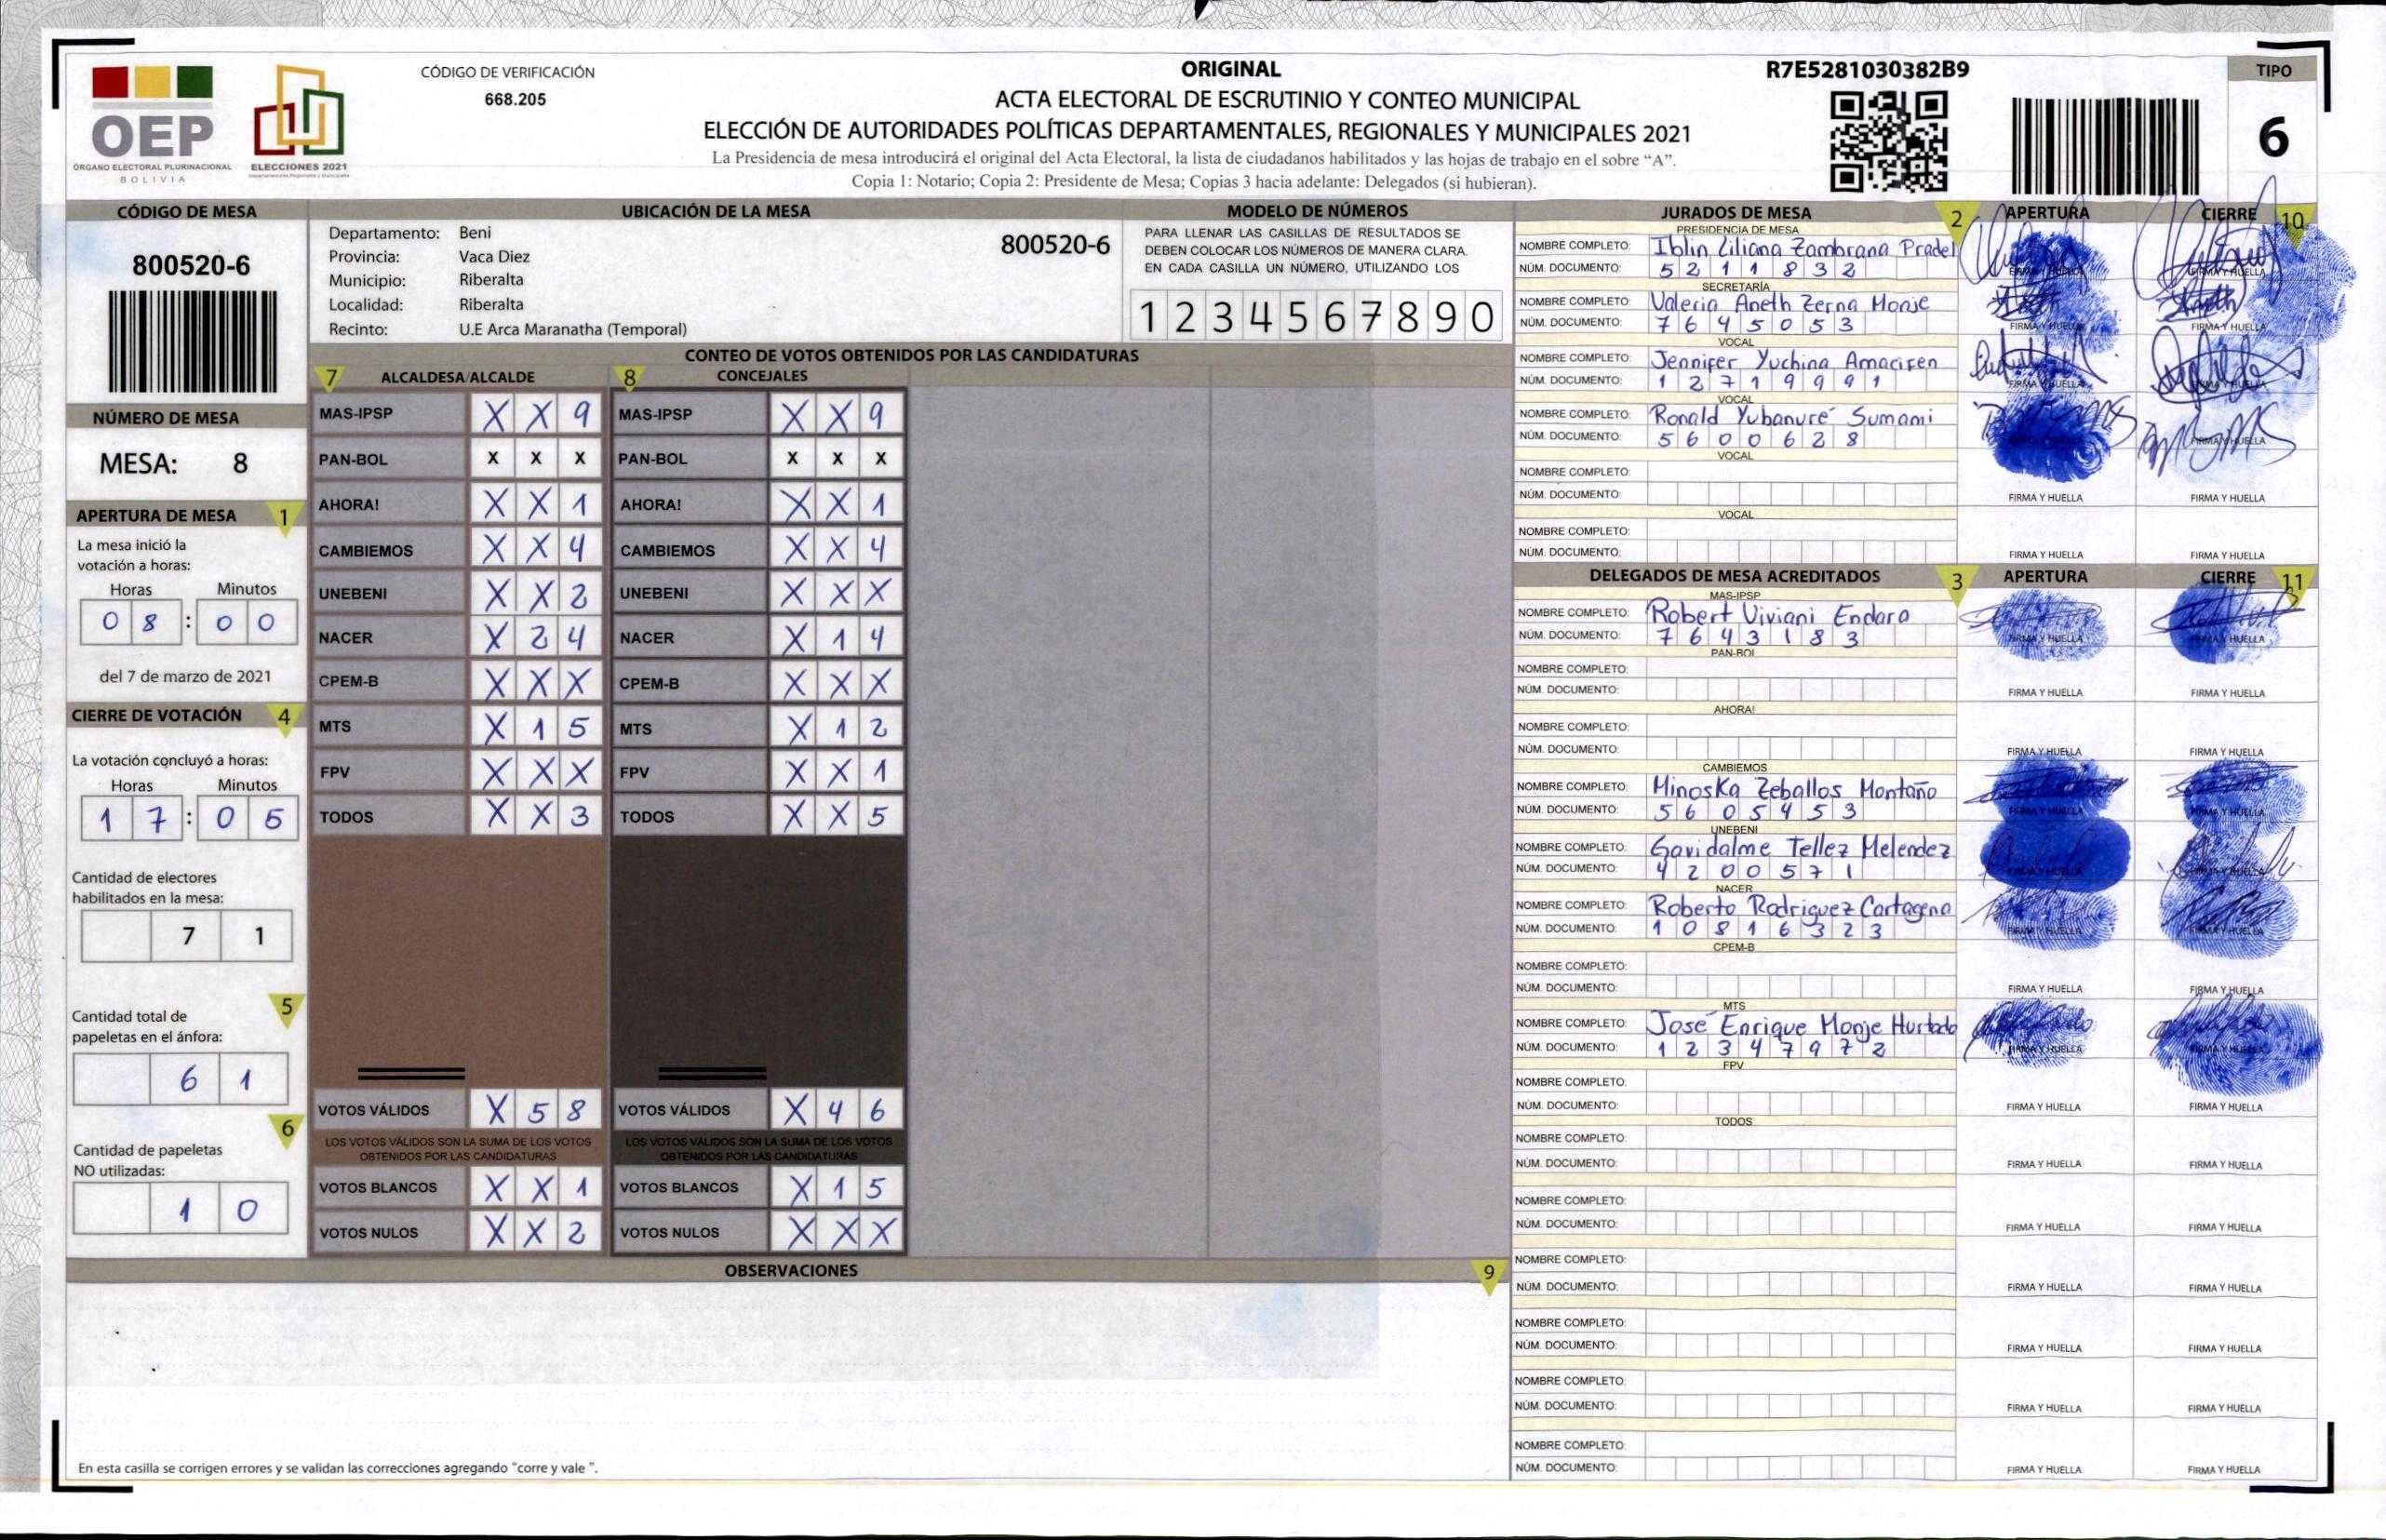 OEP
ÓRGANO ELECTORAL PLURINACIONAL
BOLIVIA
ELECCIONES 2021
CÓDIGO DE VERIFICACIÓN
668.205
ORIGINAL
ACTA ELECTORAL DE ESCRUTINIO Y CONTEO MUNICIPAL
ELECCIÓN DE AUTORIDADES POLÍTICAS DEPARTAMENTALES, REGIONALES Y MUNICIPALES 2021
La Presidencia de mesa introducirá el original del Acta Electoral, la lista de ciudadanos habilitados y las hojas de trabajo en el sobre “A”.
Copia 1: Notario; Copia 2: Presidente de Mesa; Copias 3 hacia adelante: Delegados (si hubieran).
R7E5281030382B9
TIPO
6
CÓDIGO DE MESA
800520-6
NÚMERO DE MESA
MESA: 8
APERTURA DE MESA 1
La mesa inició la
votación a horas:
Horas Minutos
0 8 : 0 0
del 7 de marzo de 2021
CIERRE DE VOTACIÓN 4
La votación concluyó a horas:
Horas Minutos
1 7 : 0 5
Cantidad de electores
habilitados en la mesa:
7 1
5
Cantidad total de
papeletas en el ánfora:
6 1
6
Cantidad de papeletas
NO utilizadas:
1 0
UBICACIÓN DE LA MESA
Departamento: Beni
Provincia: Vaca Diez
Municipio: Riberalta
Localidad: Riberalta
Recinto: U.E Arca Maranatha (Temporal)
800520-6
MODELO DE NÚMEROS
PARA LLENAR LAS CASILLAS DE RESULTADOS SE
DEBEN COLOCAR LOS NÚMEROS DE MANERA CLARA.
EN CADA CASILLA UN NÚMERO, UTILIZANDO LOS
1 2 3 4 5 6 7 8 9 0
CONTEO DE VOTOS OBTENIDOS POR LAS CANDIDATURAS
7 ALCALDESA/ALCALDE 8 CONCEJALES
MAS-IPSP X X 9 MAS-IPSP X X 9
PAN-BOL X X X PAN-BOL X X X
AHORA! X X 1 AHORA! X X 1
CAMBIEMOS X X 4 CAMBIEMOS X X 4
UNEBENI X X 2 UNEBENI X X X
NACER X 2 4 NACER X 1 4
CPEM-B X X X CPEM-B X X X
MTS X 1 5 MTS X 1 2
FPV X X X FPV X X 1
TODOS X X 3 TODOS X X 5
VOTOS VÁLIDOS X 5 8 VOTOS VÁLIDOS X 4 6
LOS VOTOS VÁLIDOS SON LA SUMA DE LOS VOTOS LOS VOTOS VÁLIDOS SON LA SUMA DE LOS VOTOS
OBTENIDOS POR LAS CANDIDATURAS OBTENIDOS POR LAS CANDIDATURAS
VOTOS BLANCOS X X 1 VOTOS BLANCOS X 1 5
VOTOS NULOS X X 2 VOTOS NULOS X X X
OBSERVACIONES 9
En esta casilla se corrigen errores y se validan las correcciones agregando "corre y vale ".
JURADOS DE MESA 2 APERTURA CIERRE 10
PRESIDENCIA DE MESA
NOMBRE COMPLETO: Iblin Liliana Zambrana Pradel
NÚM. DOCUMENTO: 5 2 1 1 8 3 2
SECRETARÍA
NOMBRE COMPLETO: Valeria Aneth Zerna Monje
NÚM. DOCUMENTO: 7 6 4 5 0 5 3 FIRMA Y HUELLA FIRMA Y HUELLA
VOCAL
NOMBRE COMPLETO: Jennifer Yuchina Amacifen
NÚM. DOCUMENTO: 1 2 7 1 9 9 9 1 FIRMA Y HUELLA FIRMA Y HUELLA
VOCAL
NOMBRE COMPLETO: Ronald Yubanuré Sumami
NÚM. DOCUMENTO: 5 6 0 0 6 2 8 FIRMA Y HUELLA
VOCAL
NOMBRE COMPLETO:
NÚM. DOCUMENTO: FIRMA Y HUELLA FIRMA Y HUELLA
VOCAL
NOMBRE COMPLETO:
NÚM. DOCUMENTO: FIRMA Y HUELLA FIRMA Y HUELLA
DELEGADOS DE MESA ACREDITADOS 3 APERTURA CIERRE 11
MAS-IPSP
NOMBRE COMPLETO: Robert Viviani Endara
NÚM. DOCUMENTO: 7 6 4 3 1 8 3 FIRMA Y HUELLA FIRMA Y HUELLA
PAN-BOL
NOMBRE COMPLETO:
NÚM. DOCUMENTO: FIRMA Y HUELLA FIRMA Y HUELLA
AHORA!
NOMBRE COMPLETO:
NÚM. DOCUMENTO: FIRMA Y HUELLA FIRMA Y HUELLA
CAMBIEMOS
NOMBRE COMPLETO: Minoska Zeballos Montaño
NÚM. DOCUMENTO: 5 6 0 5 4 5 3 FIRMA Y HUELLA FIRMA Y HUELLA
UNEBENI
NOMBRE COMPLETO: Gavidalme Tellez Melendez
NÚM. DOCUMENTO: 4 2 0 0 5 7 1 FIRMA Y HUELLA FIRMA Y HUELLA
NACER
NOMBRE COMPLETO: Roberto Rodriguez Cartagena
NÚM. DOCUMENTO: 1 0 8 1 6 3 2 3 FIRMA Y HUELLA FIRMA Y HUELLA
CPEM-B
NOMBRE COMPLETO:
NÚM. DOCUMENTO: FIRMA Y HUELLA FIRMA Y HUELLA
MTS
NOMBRE COMPLETO: José Enrique Monje Hurtado
NÚM. DOCUMENTO: 1 2 3 4 7 9 7 2 FIRMA Y HUELLA FIRMA Y HUELLA
FPV
NOMBRE COMPLETO:
NÚM. DOCUMENTO: FIRMA Y HUELLA FIRMA Y HUELLA
TODOS
NOMBRE COMPLETO:
NÚM. DOCUMENTO: FIRMA Y HUELLA FIRMA Y HUELLA
NOMBRE COMPLETO:
NÚM. DOCUMENTO: FIRMA Y HUELLA FIRMA Y HUELLA
NOMBRE COMPLETO:
NÚM. DOCUMENTO: FIRMA Y HUELLA FIRMA Y HUELLA
NOMBRE COMPLETO:
NÚM. DOCUMENTO: FIRMA Y HUELLA FIRMA Y HUELLA
NOMBRE COMPLETO:
NÚM. DOCUMENTO: FIRMA Y HUELLA FIRMA Y HUELLA
NOMBRE COMPLETO:
NÚM. DOCUMENTO: FIRMA Y HUELLA FIRMA Y HUELLA